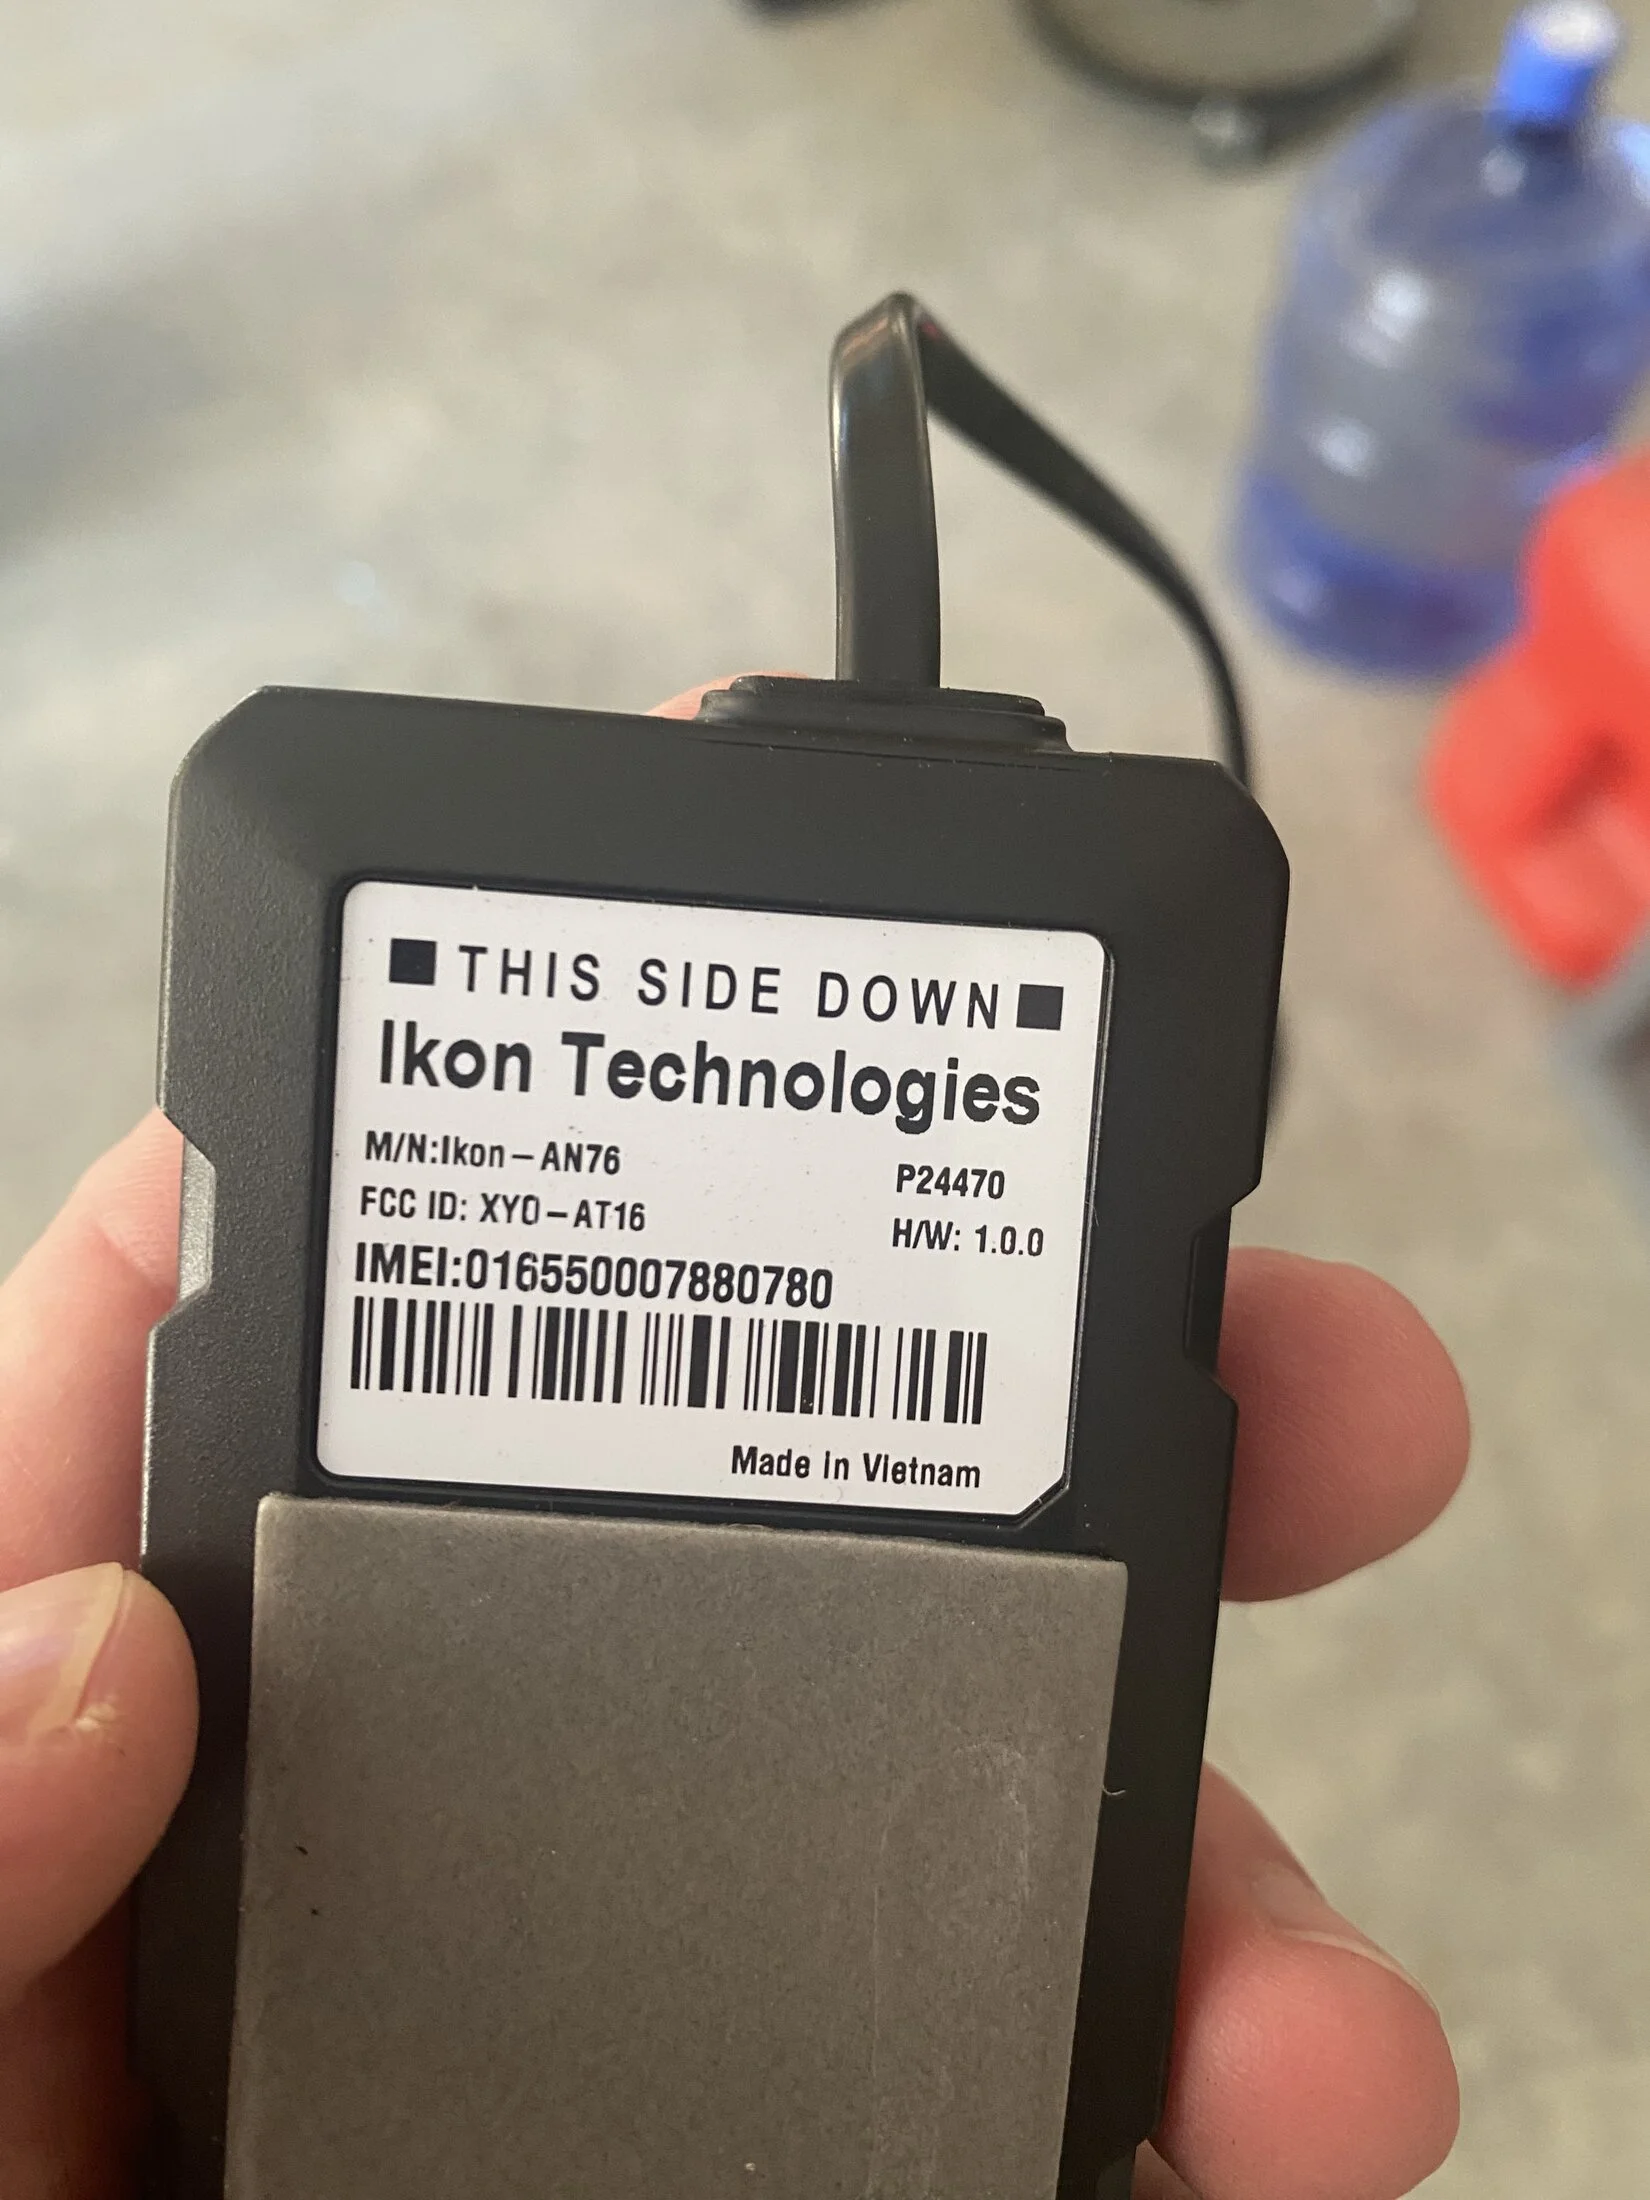 ■ THIS SIDE DOWN ■
Ikon Technologies
M/N:Ikon-AN76 P24470
FCC ID: XYO-AT16 H/W: 1.0.0
IMEI:016550007880780
Made in Vietnam